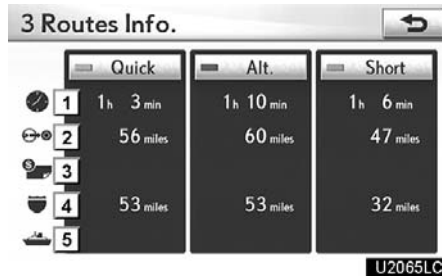 3 Routes Info.
Quick Alt. Short
1 1h 3 min 1h 10 min 1h 6 min
2 56 miles 60 miles 47 miles
3
4 53 miles 53 miles 32 miles
5
U2065LC